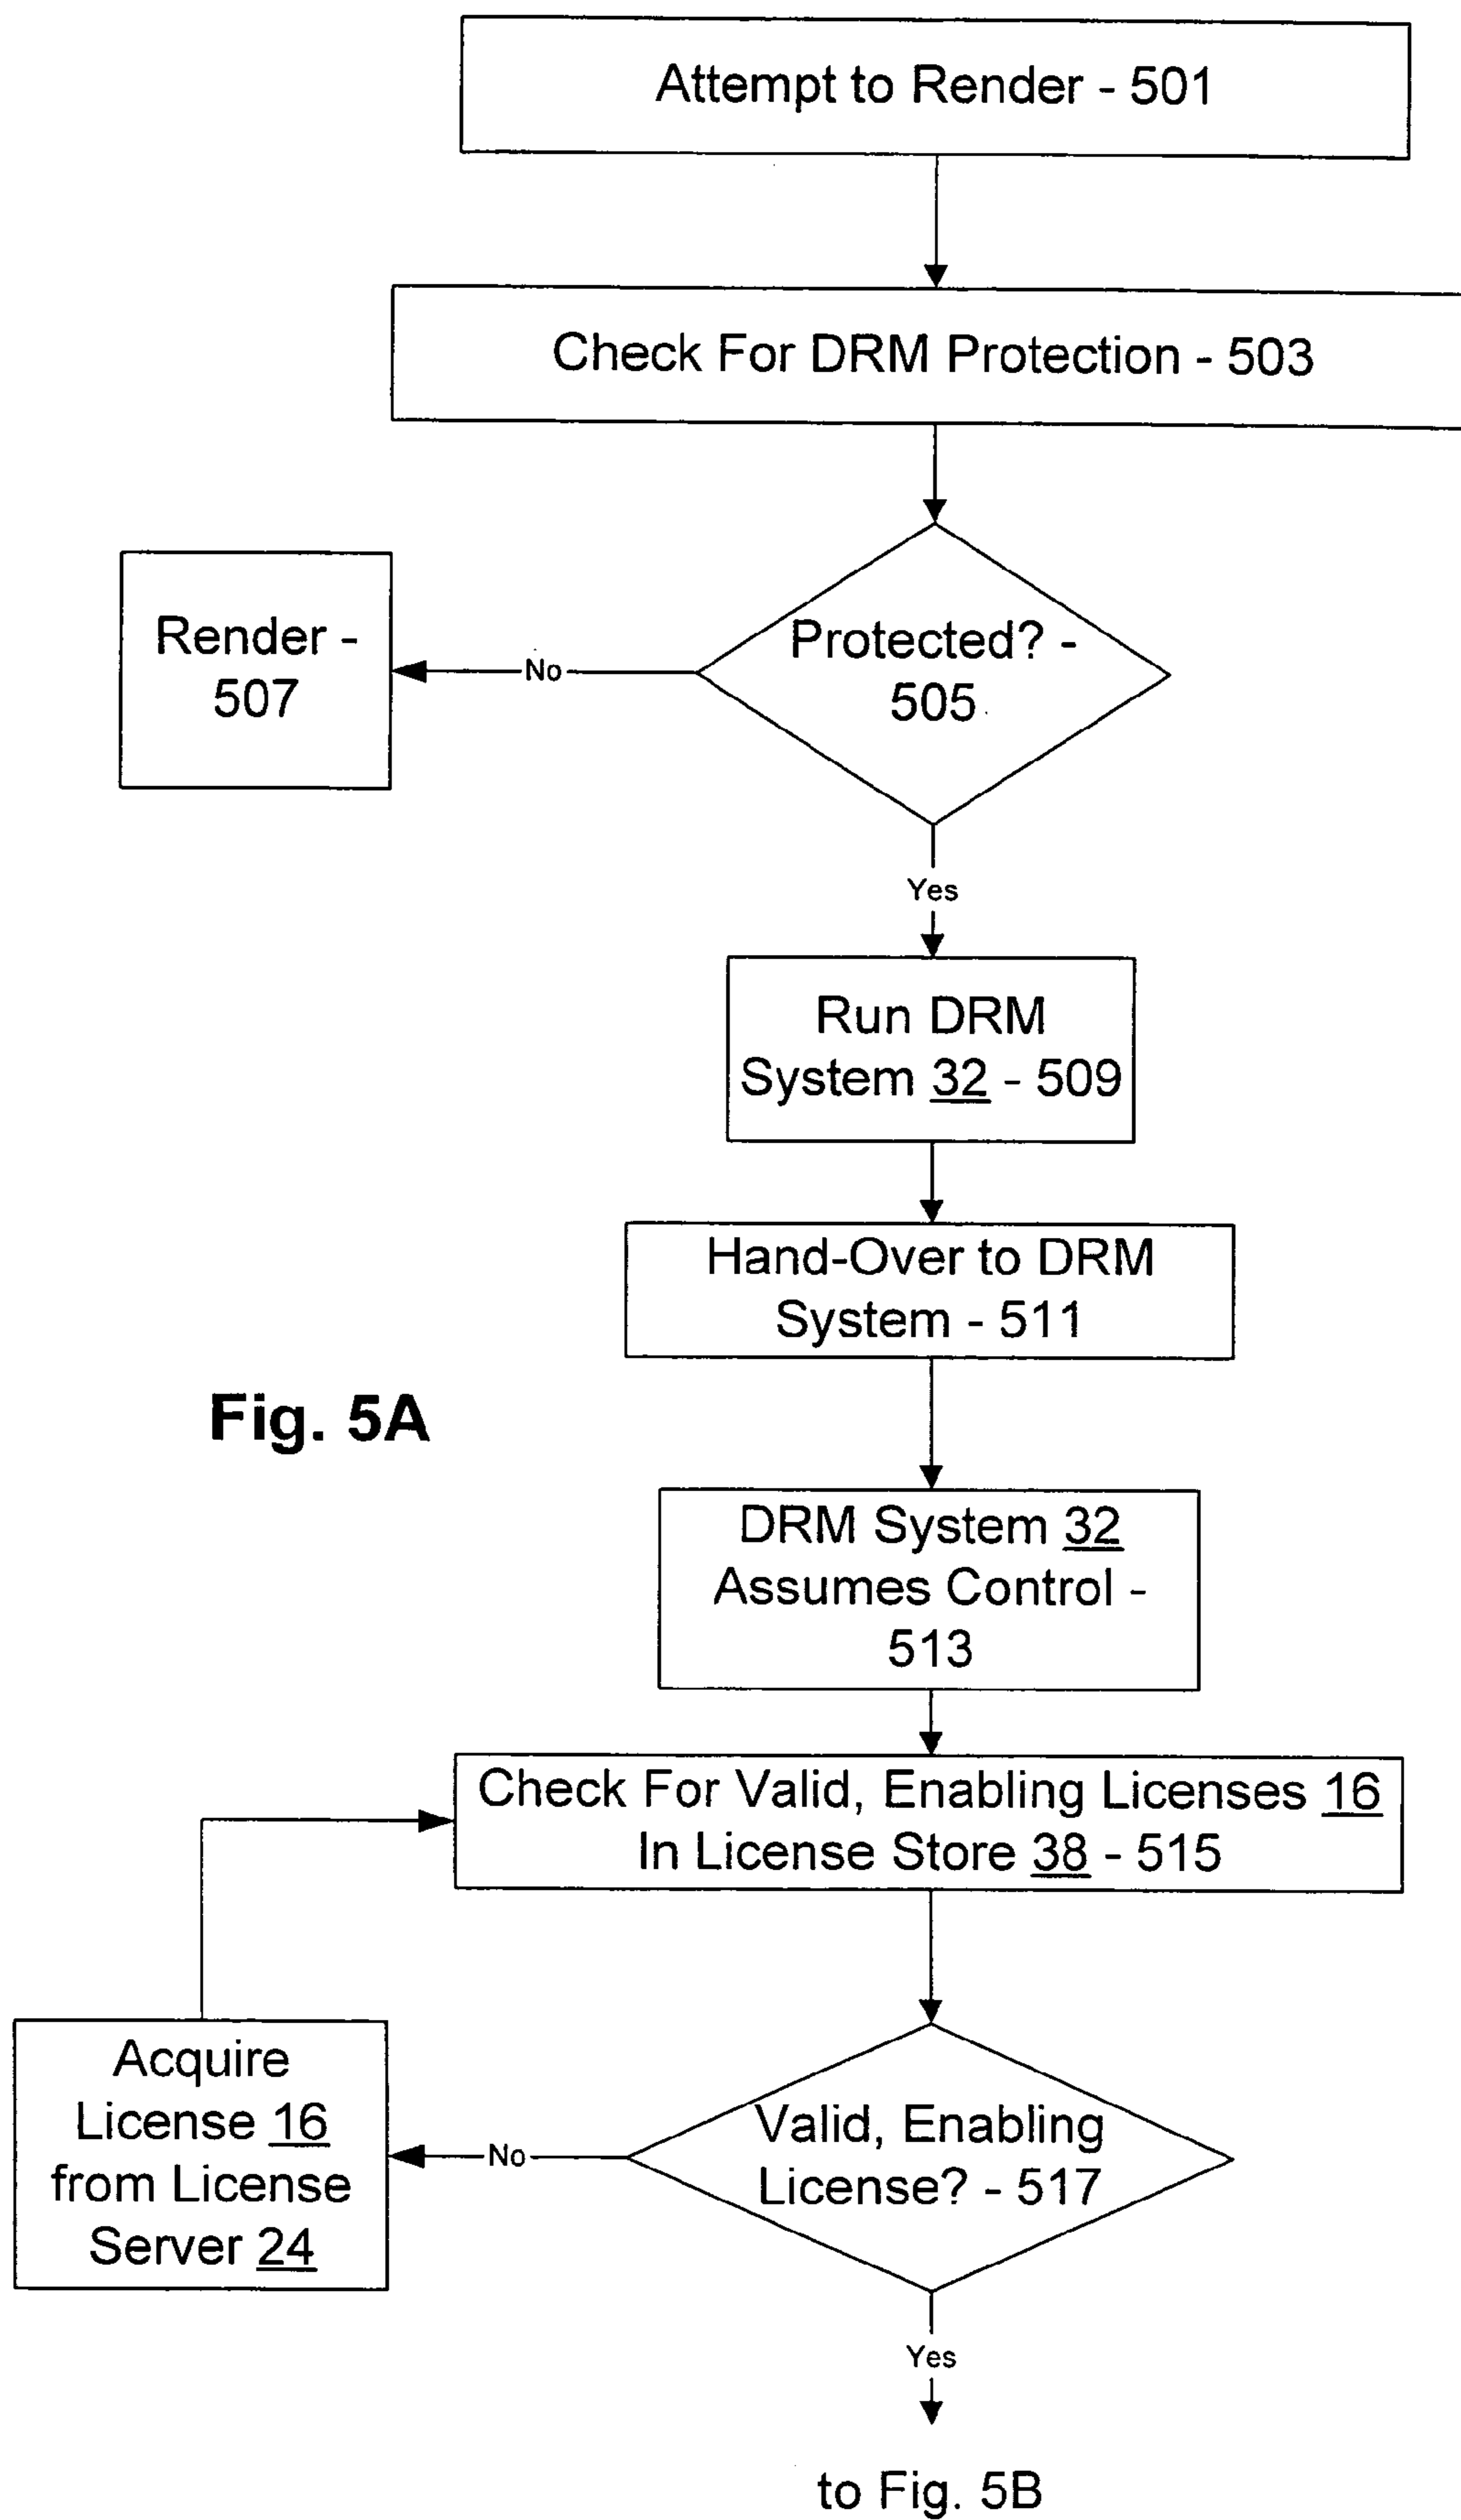 Attempt to Render - 501
Check For DRM Protection - 503
Protected? -
505
No
Render -
507
Yes
Run DRM
System 32 - 509
Hand-Over to DRM
System - 511
Fig. 5A
DRM System 32
Assumes Control -
513
Check For Valid, Enabling Licenses 16
In License Store 38 - 515
Valid, Enabling
License? - 517
No
Acquire
License 16
from License
Server 24
Yes
to Fig. 5B